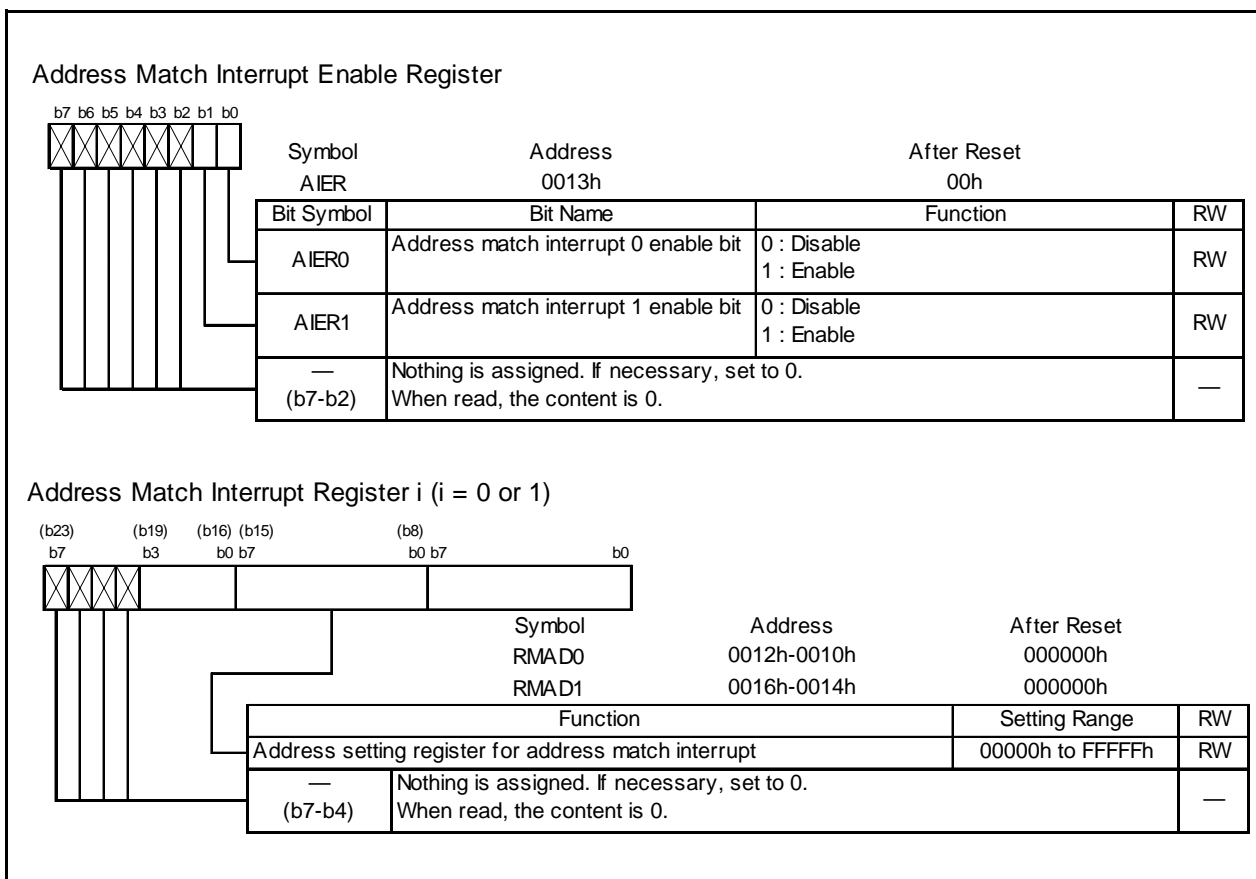 Address Match Interrupt Enable Register
b7 b6 b5 b4 b3 b2 b1 b0
Symbol Address After Reset
AIER 0013h 00h
Bit Symbol Bit Name Function RW
AIER0 Address match interrupt 0 enable bit 0 : Disable RW
1 : Enable
AIER1 Address match interrupt 1 enable bit 0 : Disable RW
1 : Enable
— Nothing is assigned. If necessary, set to 0. —
(b7-b2) When read, the content is 0.
Address Match Interrupt Register i (i = 0 or 1)
(b23) (b19) (b16) (b15) (b8)
b7 b3 b0 b7 b0 b7 b0
Symbol Address After Reset
RMAD0 0012h-0010h 000000h
RMAD1 0016h-0014h 000000h
Function Setting Range RW
Address setting register for address match interrupt 00000h to FFFFFh RW
— Nothing is assigned. If necessary, set to 0. —
(b7-b4) When read, the content is 0.